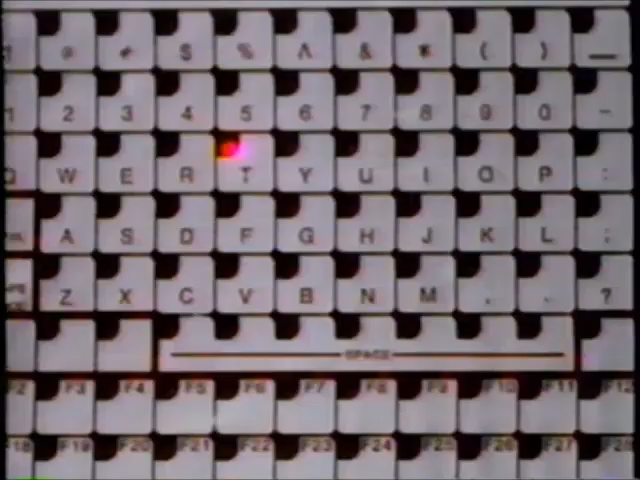 @ # $ % Λ & * ( ) _
1 2 3 4 5 6 7 8 9 0 -
Q W E R T Y U I O P :
A S D F G H J K L ;
Z X C V B N M , . ?
SPACE
F2 F3 F4 F5 F6 F7 F8 F9 F10 F11 F12
F18 F19 F20 F21 F22 F23 F24 F25 F26 F27 F28